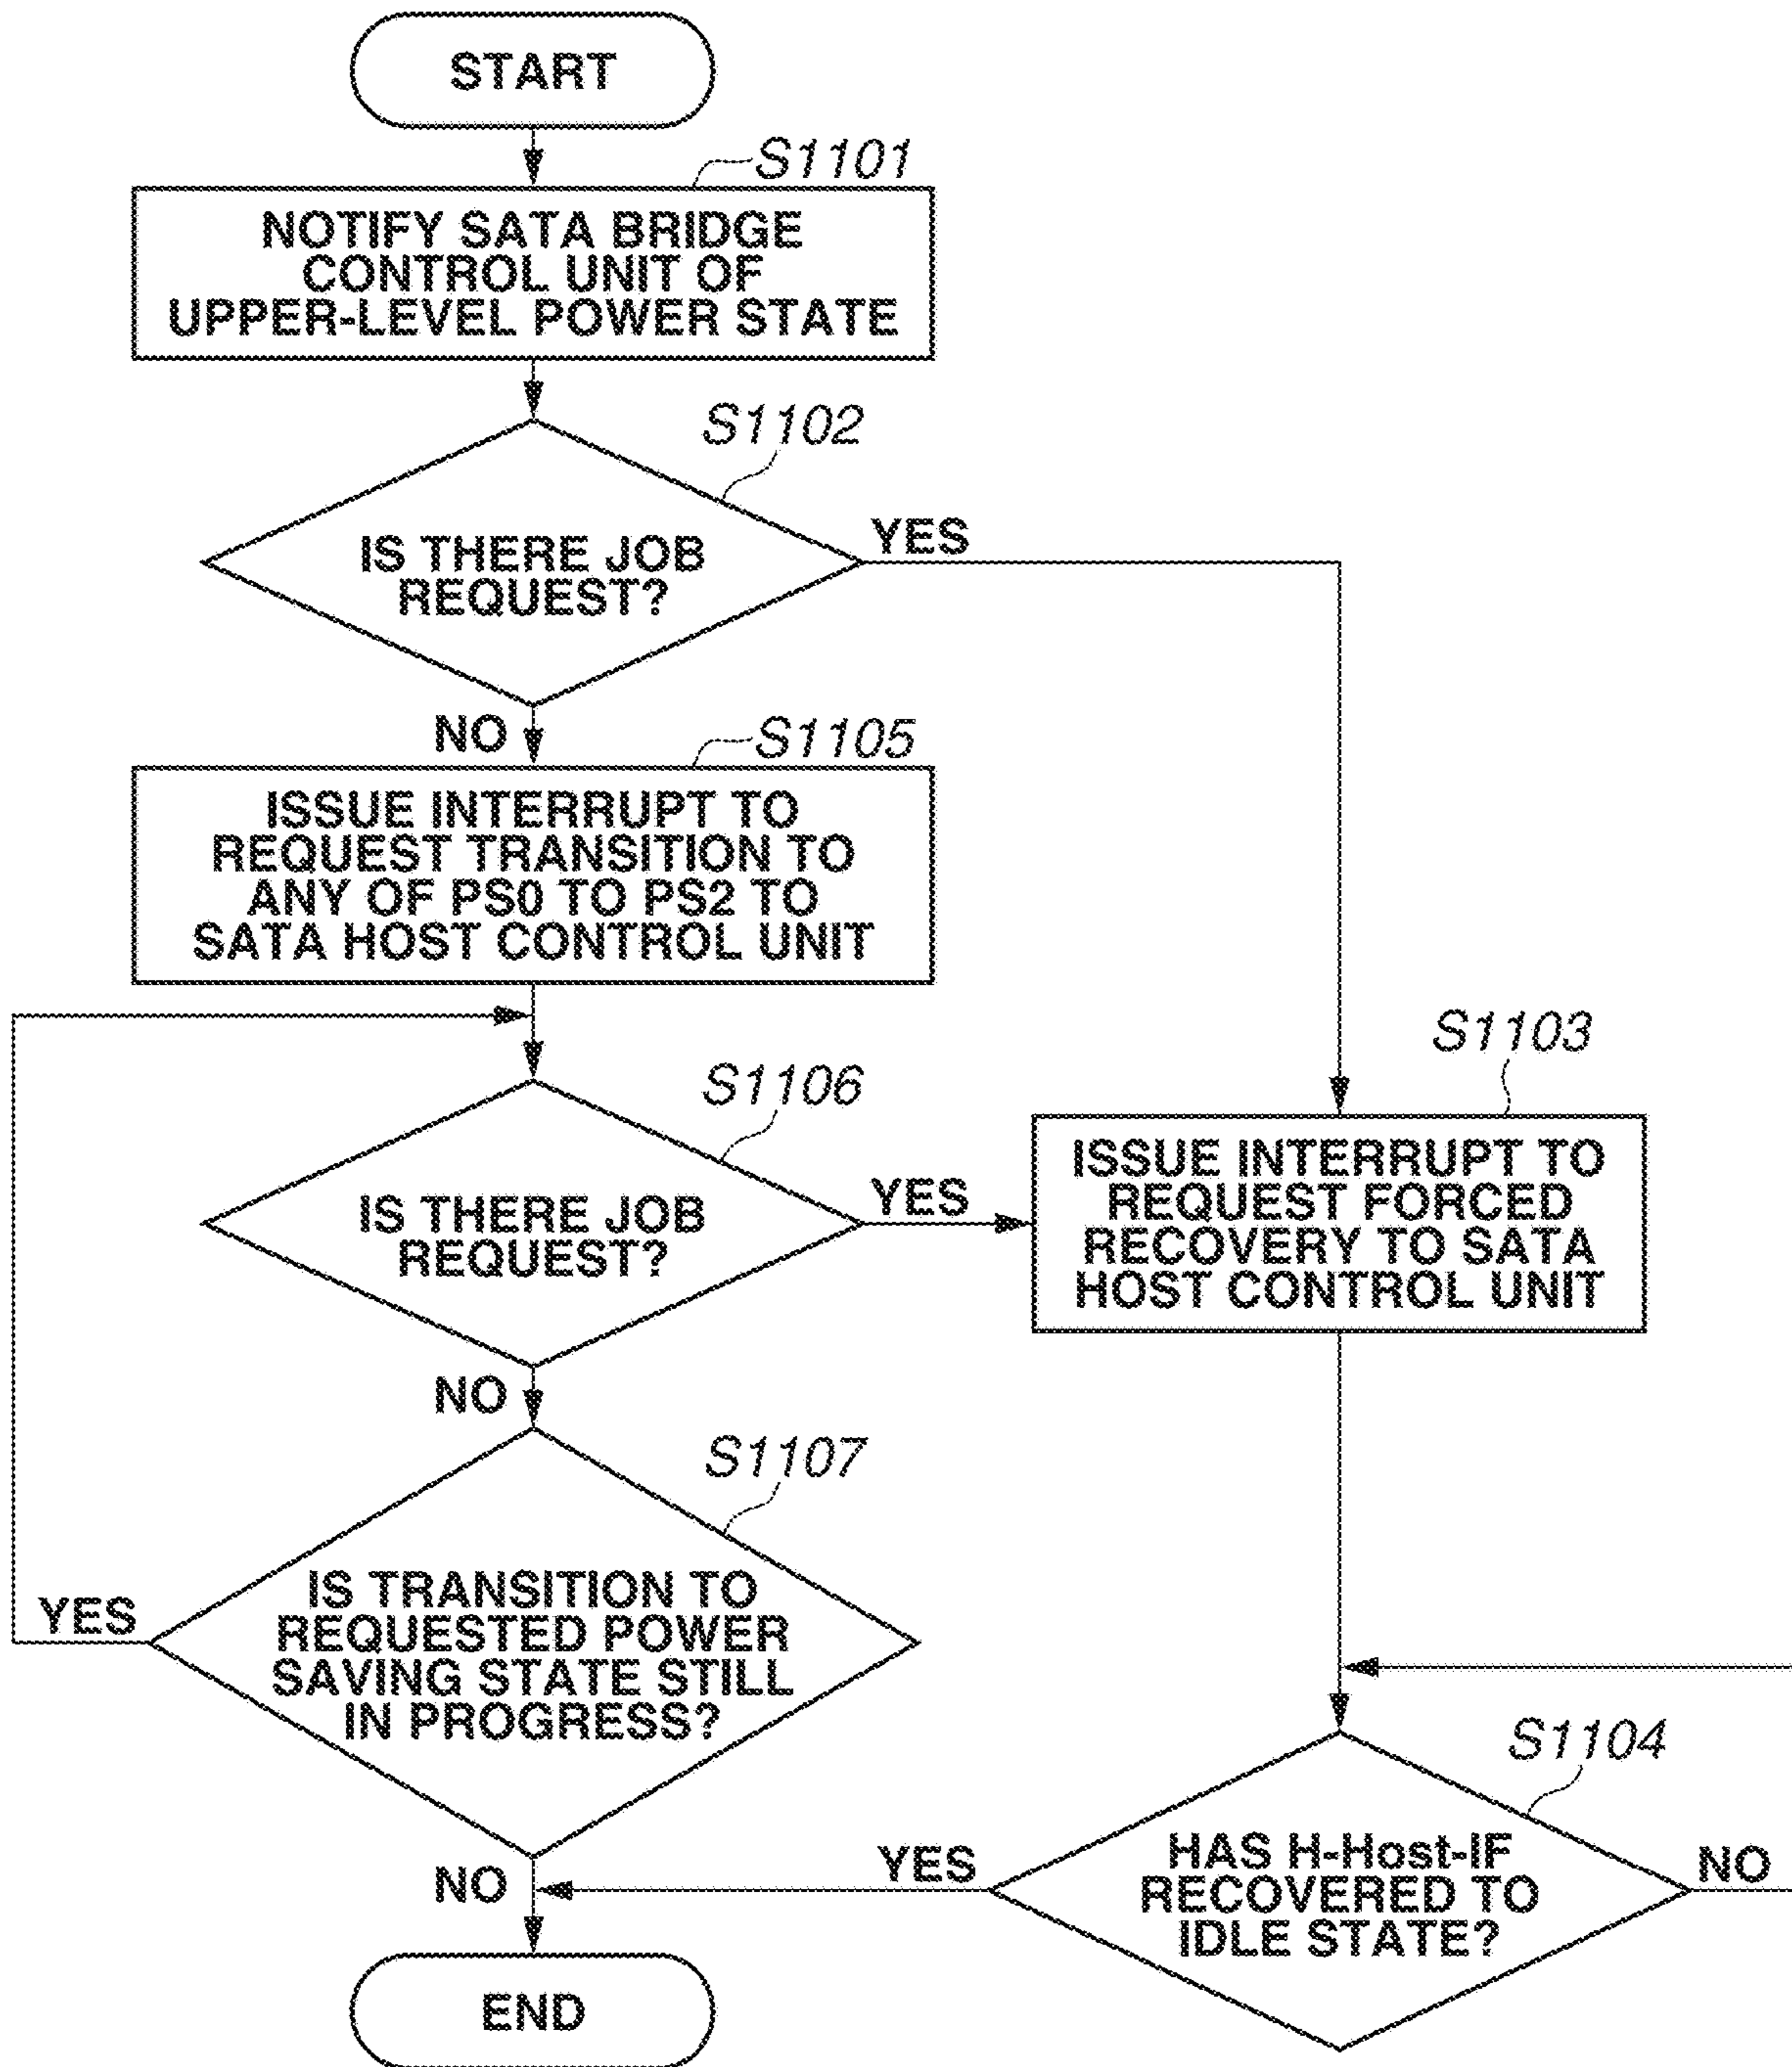 START
S1101
NOTIFY SATA BRIDGE
CONTROL UNIT OF
UPPER-LEVEL POWER STATE
S1102
IS THERE JOB
REQUEST?
YES
NO
S1105
ISSUE INTERRUPT TO
REQUEST TRANSITION TO
ANY OF PS0 TO PS2 TO
SATA HOST CONTROL UNIT
S1106
IS THERE JOB
REQUEST?
YES
NO
S1103
ISSUE INTERRUPT TO
REQUEST FORCED
RECOVERY TO SATA
HOST CONTROL UNIT
S1107
IS TRANSITION TO
REQUESTED POWER
SAVING STATE STILL
IN PROGRESS?
YES
NO
S1104
HAS H-Host-IF
RECOVERED TO
IDLE STATE?
YES
NO
END